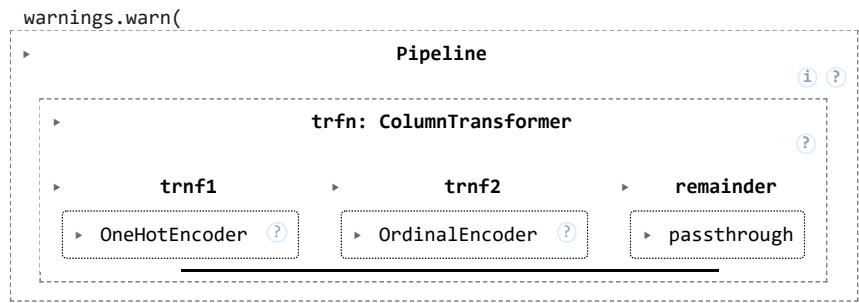 warnings.warn(
Pipeline
i ?
trfn: ColumnTransformer
?
trnf1 trnf2 remainder
OneHotEncoder ? OrdinalEncoder ? passthrough